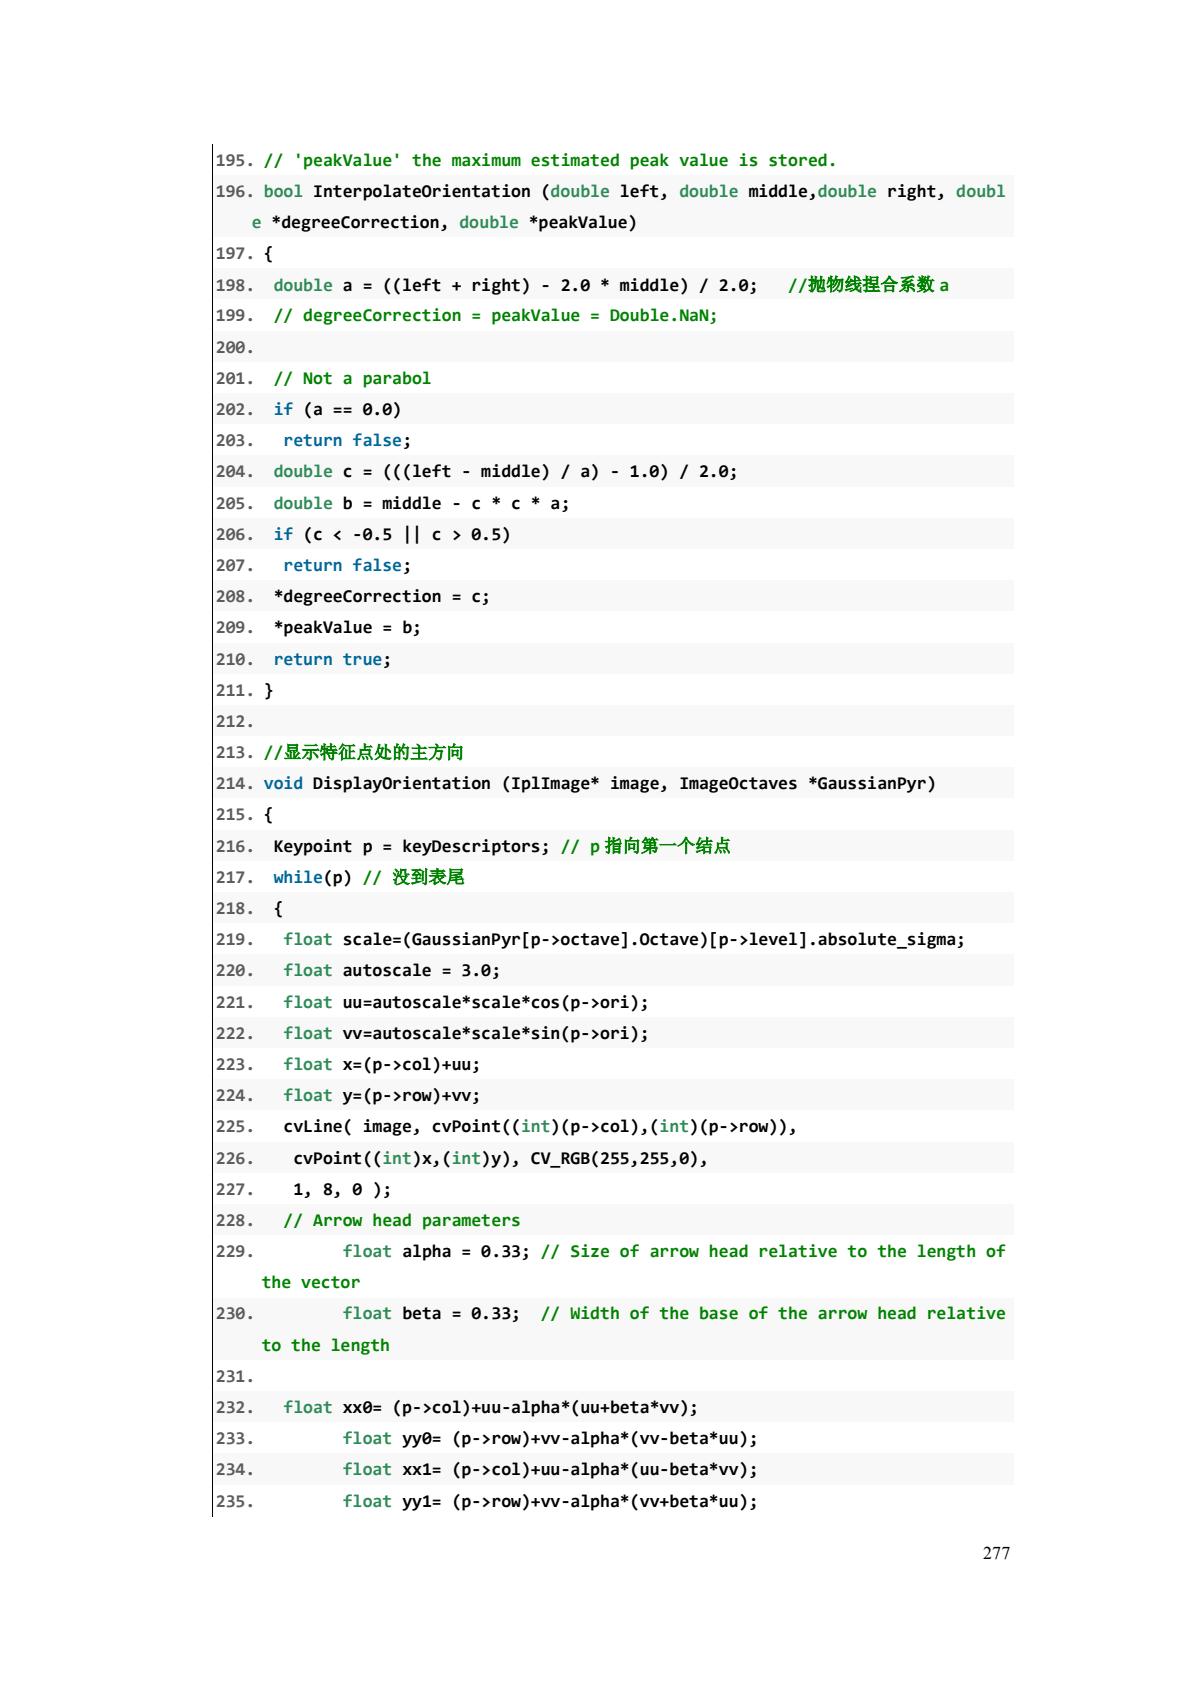 195. // 'peakValue' the maximum estimated peak value is stored.
196. bool InterpolateOrientation (double left, double middle,double right, doubl
e *degreeCorrection, double *peakValue)
197. {
198.  double a = ((left + right) - 2.0 * middle) / 2.0;   //抛物线捏合系数 a
199.  // degreeCorrection = peakValue = Double.NaN;
200.
201.  // Not a parabol
202.  if (a == 0.0)
203.   return false;
204.  double c = (((left - middle) / a) - 1.0) / 2.0;
205.  double b = middle - c * c * a;
206.  if (c < -0.5 || c > 0.5)
207.   return false;
208.  *degreeCorrection = c;
209.  *peakValue = b;
210.  return true;
211. }
212.
213. //显示特征点处的主方向
214. void DisplayOrientation (IplImage* image, ImageOctaves *GaussianPyr)
215. {
216.  Keypoint p = keyDescriptors; // p 指向第一个结点
217.  while(p) // 没到表尾
218.  {
219.   float scale=(GaussianPyr[p->octave].Octave)[p->level].absolute_sigma;
220.   float autoscale = 3.0;
221.   float uu=autoscale*scale*cos(p->ori);
222.   float vv=autoscale*scale*sin(p->ori);
223.   float x=(p->col)+uu;
224.   float y=(p->row)+vv;
225.   cvLine( image, cvPoint((int)(p->col),(int)(p->row)),
226.    cvPoint((int)x,(int)y), CV_RGB(255,255,0),
227.    1, 8, 0 );
228.   // Arrow head parameters
229.         float alpha = 0.33; // Size of arrow head relative to the length of
the vector
230.         float beta = 0.33;  // Width of the base of the arrow head relative
to the length
231.
232.   float xx0= (p->col)+uu-alpha*(uu+beta*vv);
233.         float yy0= (p->row)+vv-alpha*(vv-beta*uu);
234.         float xx1= (p->col)+uu-alpha*(uu-beta*vv);
235.         float yy1= (p->row)+vv-alpha*(vv+beta*uu);
277